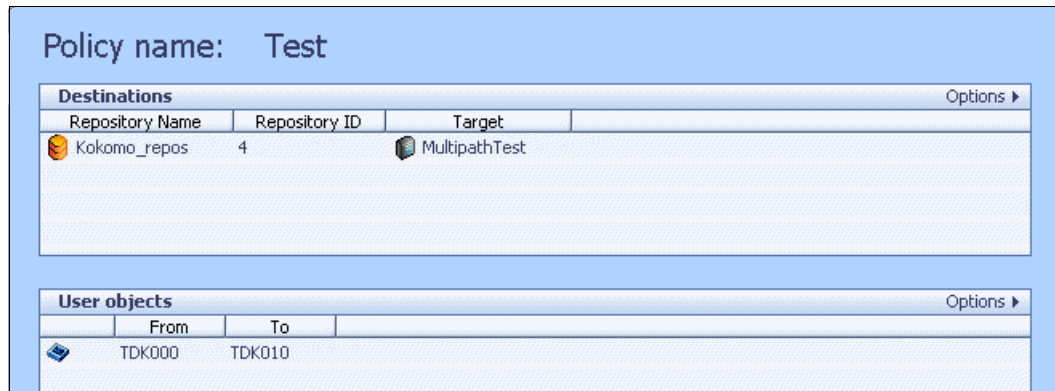 Policy name: Test
Destinations Options
Repository Name Repository ID Target
Kokomo_repos 4 MultipathTest
User objects Options
From To
TDK000 TDK010